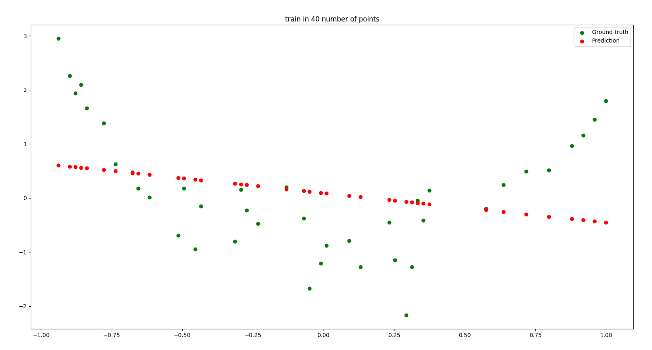 train in 40 number of points
Ground truth
Prediction
3
2
1
0
−1
−2
−1.00 −0.75 −0.50 −0.25 0.00 0.25 0.50 0.75 1.00